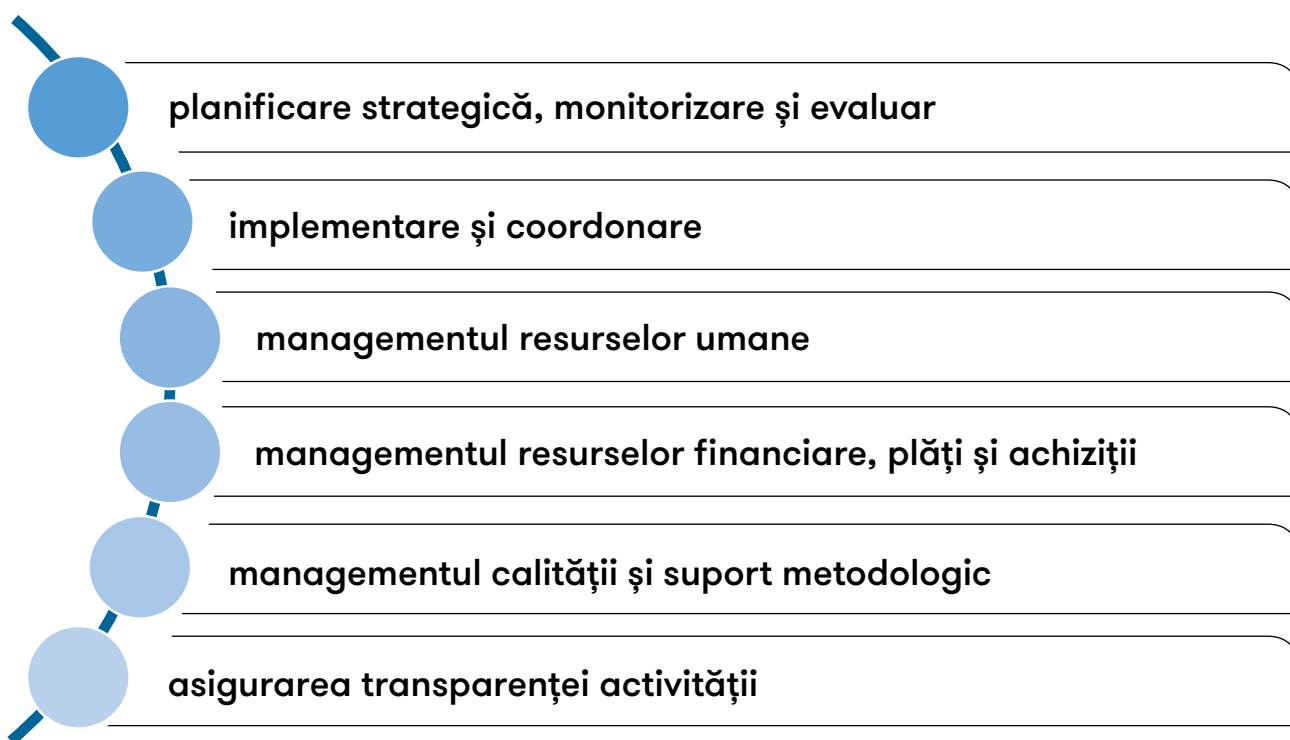 planificare strategică, monitorizare și evaluar
implementare și coordonare
managementul resurselor umane
managementul resurselor financiare, plăți și achiziții
managementul calității și suport metodologic
asigurarea transparenței activității